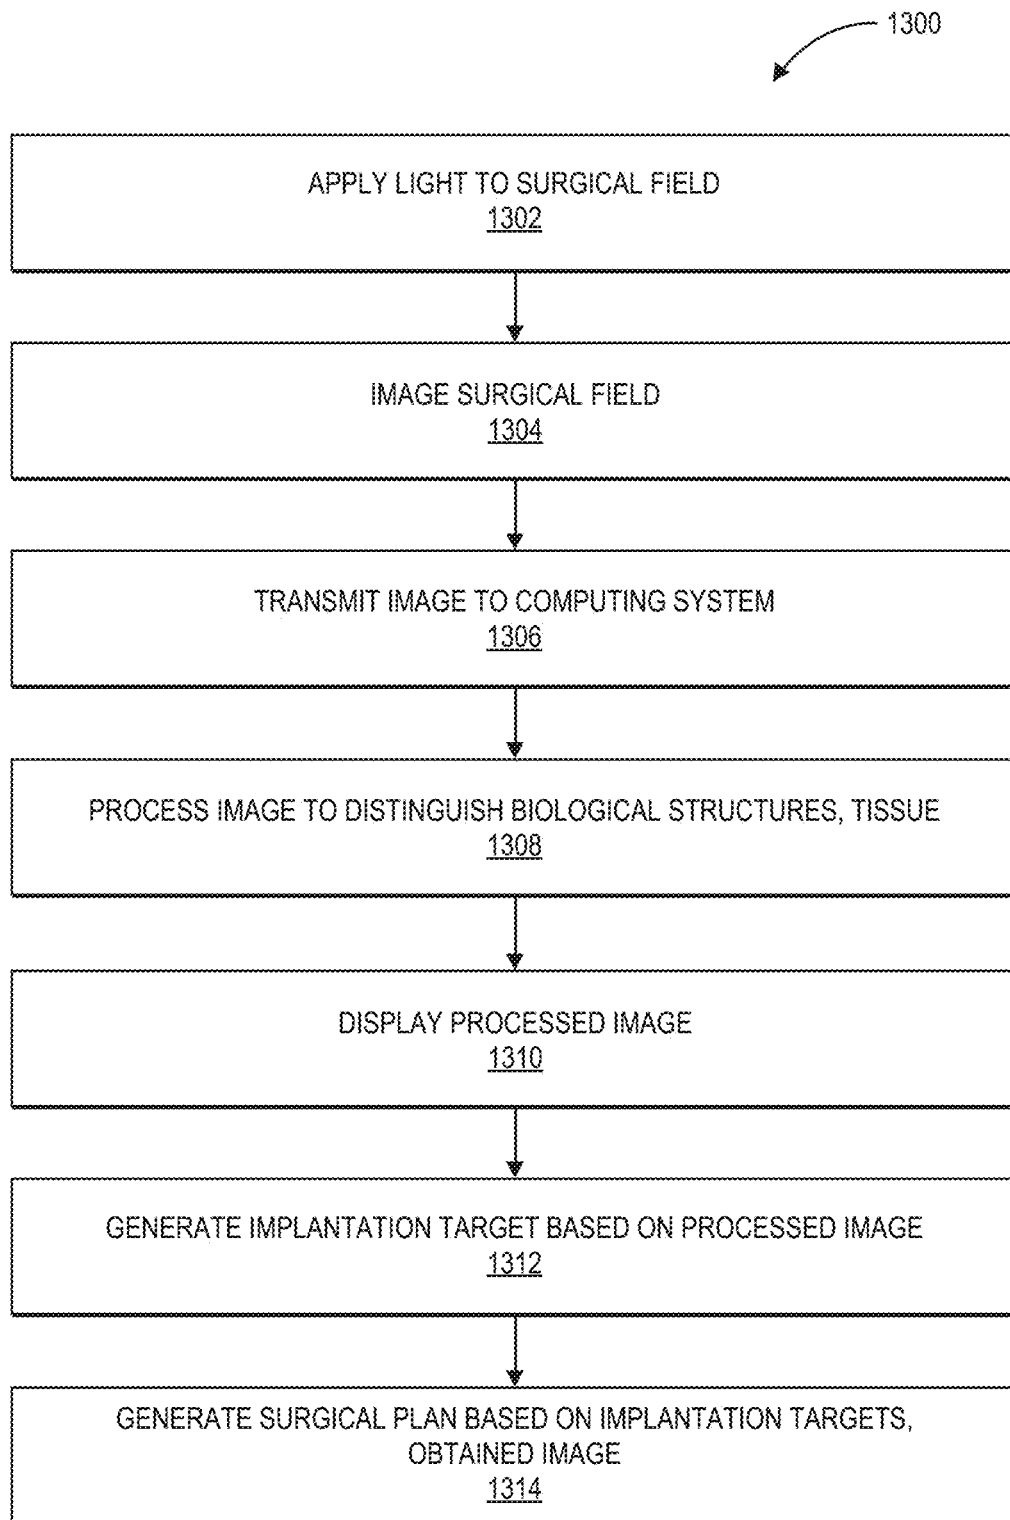 1300
APPLY LIGHT TO SURGICAL FIELD
1302
IMAGE SURGICAL FIELD
1304
TRANSMIT IMAGE TO COMPUTING SYSTEM
1306
PROCESS IMAGE TO DISTINGUISH BIOLOGICAL STRUCTURES, TISSUE
1308
DISPLAY PROCESSED IMAGE
1310
GENERATE IMPLANTATION TARGET BASED ON PROCESSED IMAGE
1312
GENERATE SURGICAL PLAN BASED ON IMPLANTATION TARGETS,
OBTAINED IMAGE
1314